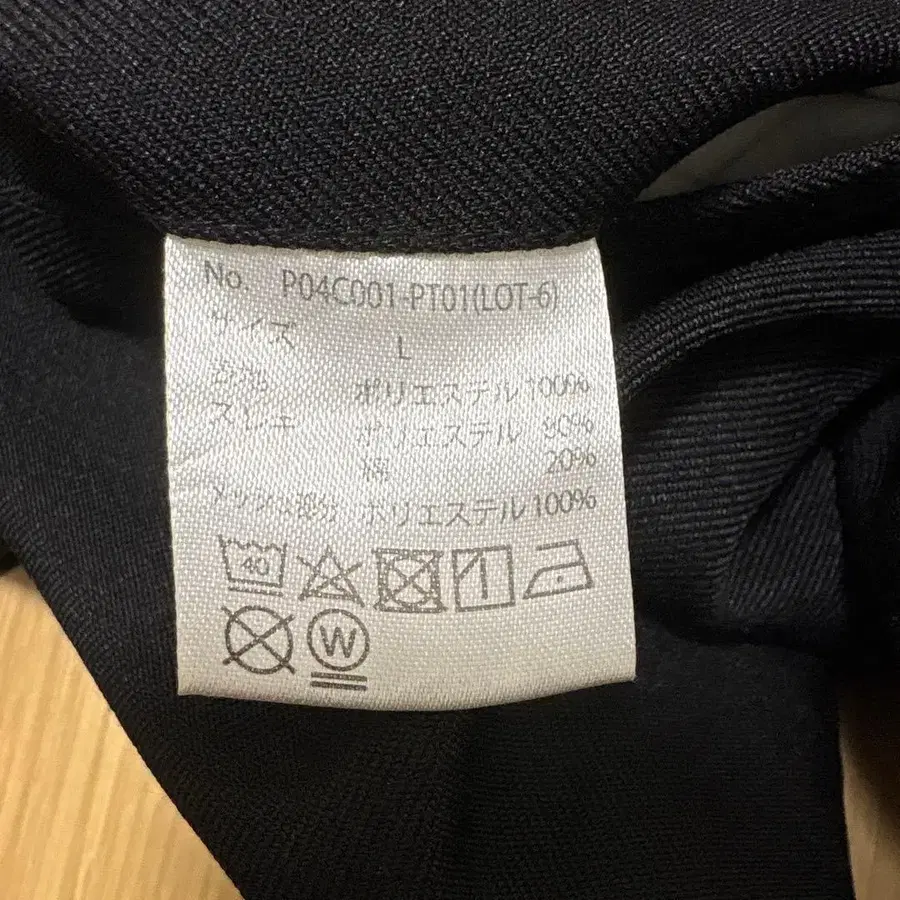 No. P04C001-PT01(LOT-6)
サイズ L
表地 ポリエステル 100%
スレキ ポリエステル 80%
綿 20%
メッシュ部分 ポリエステル 100%
40
W